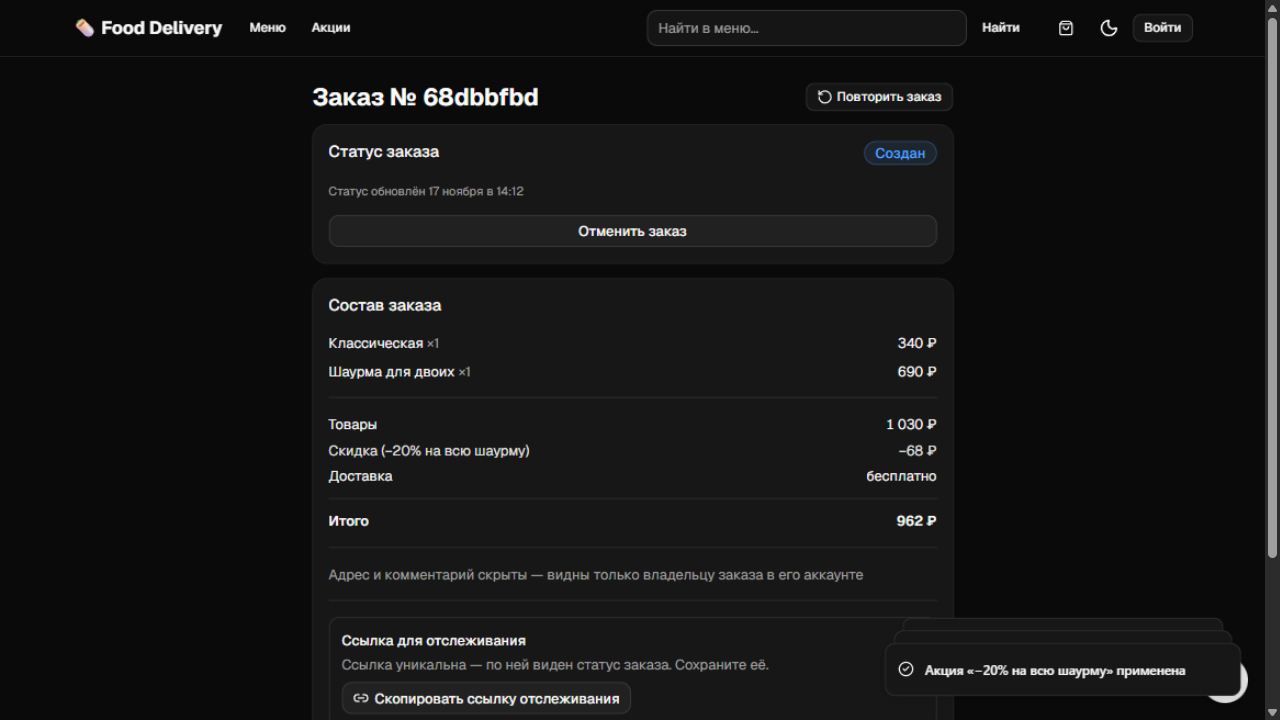 Food Delivery
Меню
Акции
Найти в меню...
Найти
Войти
Заказ № 68dbbfbd
Повторить заказ
Статус заказа
Создан
Статус обновлён 17 ноября в 14:12
Отменить заказ
Состав заказа
Классическая ×1 340 ₽
Шаурма для двоих ×1 690 ₽
Товары 1 030 ₽
Скидка (−20% на всю шаурму) −68 ₽
Доставка бесплатно
Итого 962 ₽
Адрес и комментарий скрыты — видны только владельцу заказа в его аккаунте
Ссылка для отслеживания
Ссылка уникальна — по ней виден статус заказа. Сохраните её.
Скопировать ссылку отслеживания
Акция «−20% на всю шаурму» применена